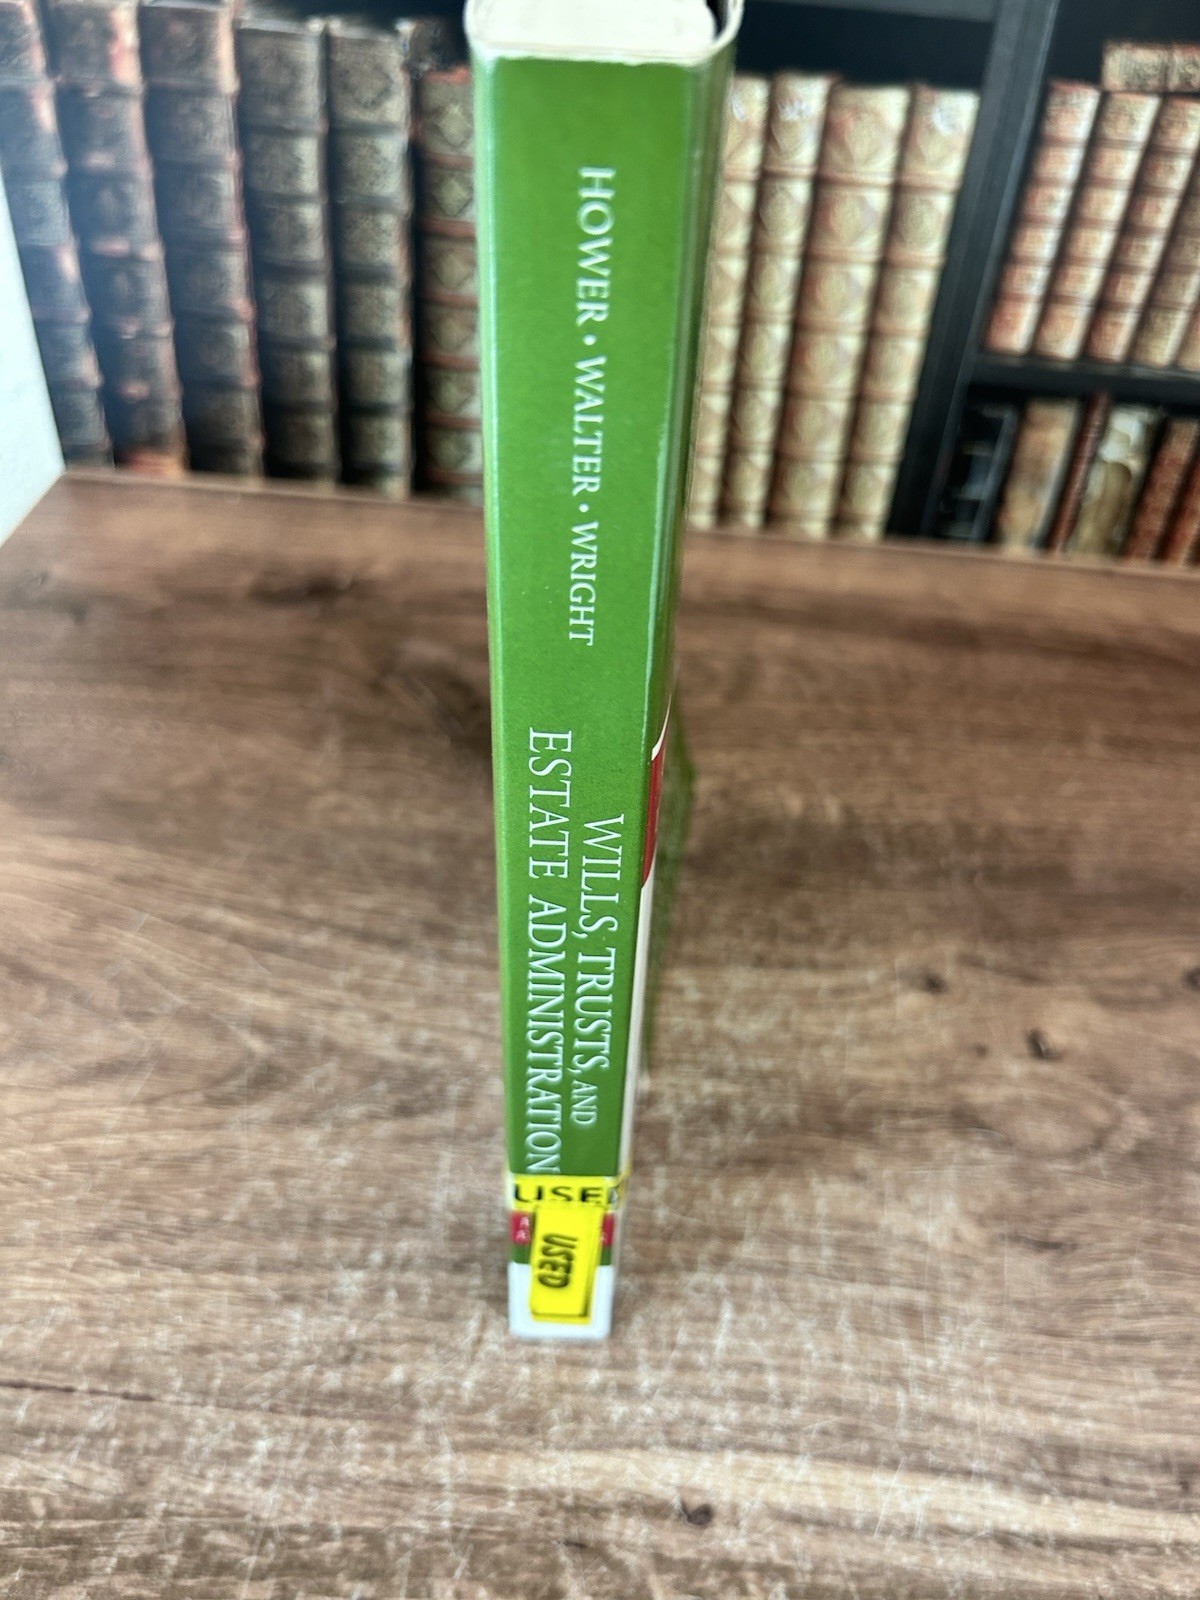 HOWER • WALTER • WRIGHT
WILLS, TRUSTS, AND
ESTATE ADMINISTRATION
USED
USED